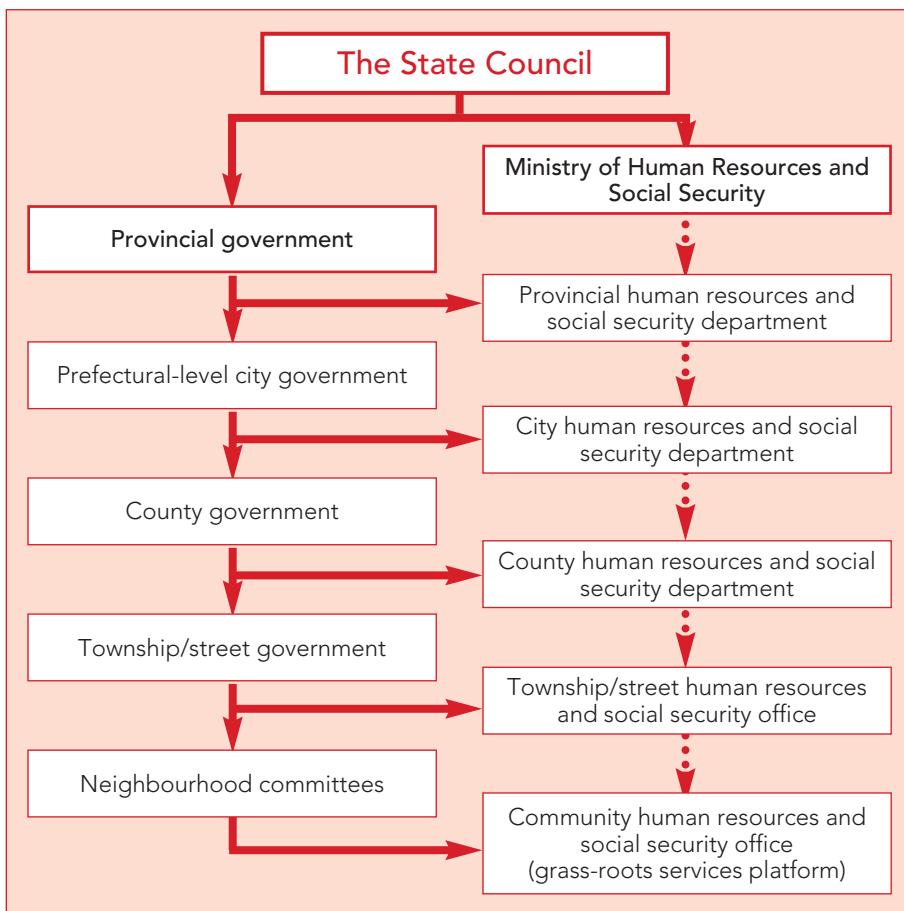 The State Council
Ministry of Human Resources and
Social Security
Provincial government
Provincial human resources and
social security department
Prefectural-level city government
City human resources and social
security department
County government
County human resources and social
security department
Township/street government
Township/street human resources
and social security office
Neighbourhood committees
Community human resources and
social security office
(grass-roots services platform)